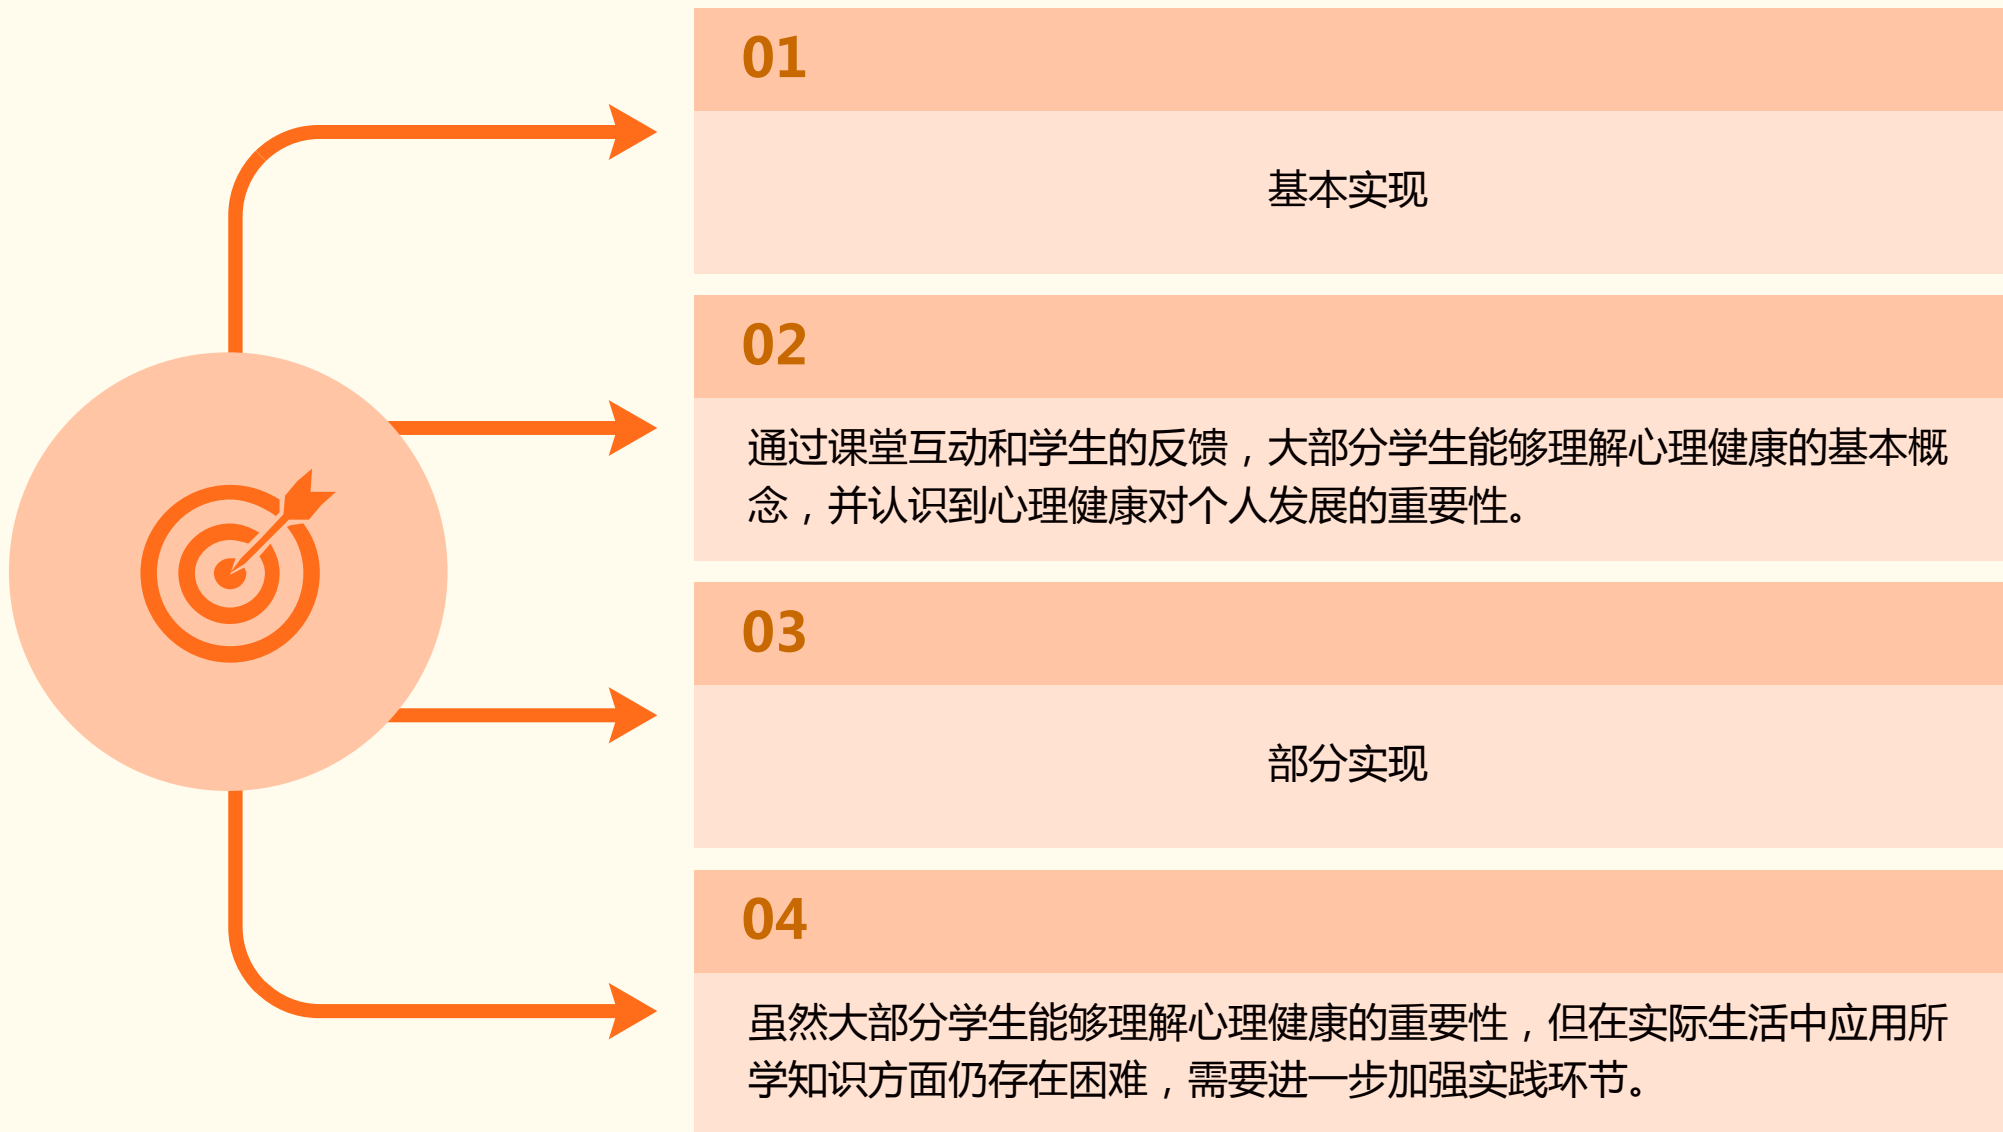 01
基本实现
02
通过课堂互动和学生的反馈，大部分学生能够理解心理健康的基本概
念，并认识到心理健康对个人发展的重要性。
03
部分实现
04
虽然大部分学生能够理解心理健康的重要性，但在实际生活中应用所
学知识方面仍存在困难，需要进一步加强实践环节。